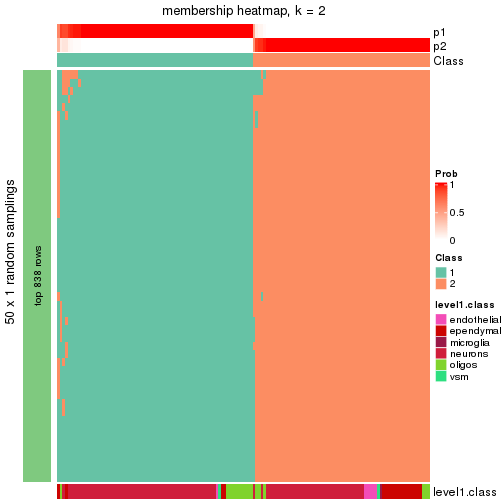 membership heatmap, k = 2
p1
p2
Class
50 x 1 random samplings
top 838 rows
Prob
1
0.5
0
Class
1
2
level1.class
endothelial
ependymal
microglia
neurons
oligos
vsm
level1.class